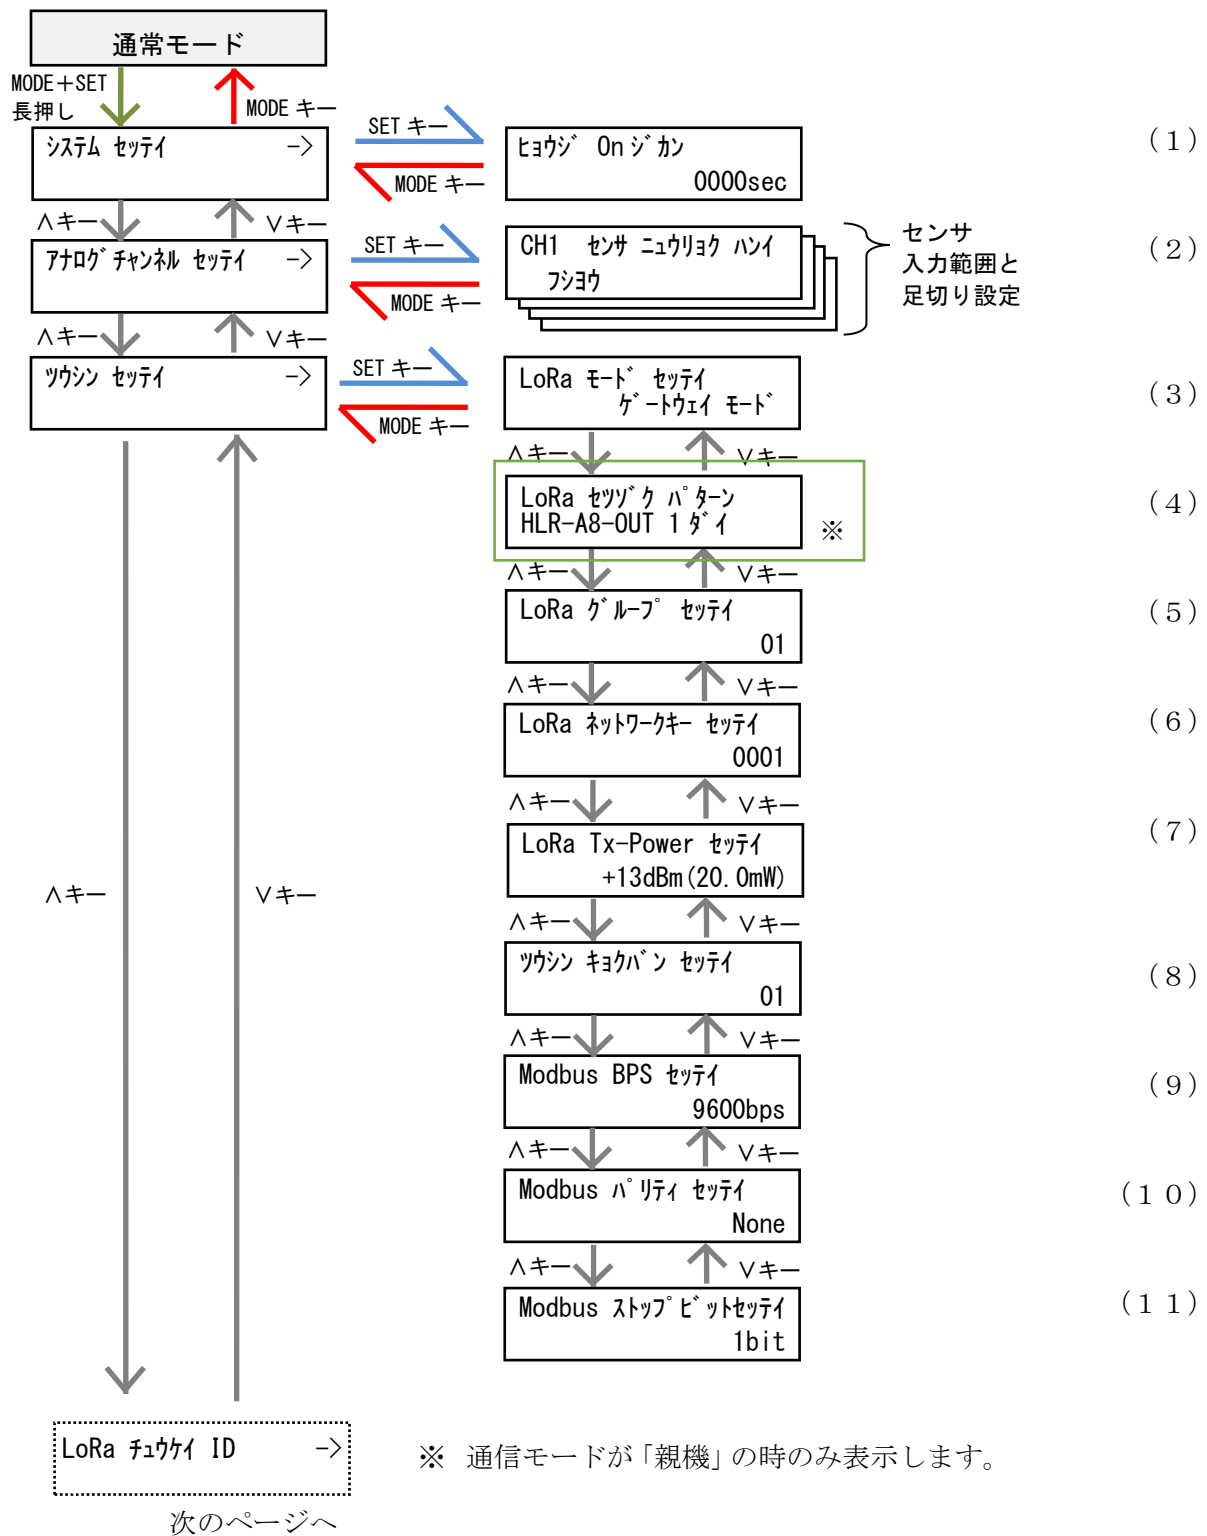 通常モード
MODE＋SET
長押し
MODE キー
ｼｽﾃﾑ ｾｯﾃｲ ->
SET キー
MODE キー
ﾋｮｳｼﾞ Onｼﾞｶﾝ
0000sec
（１）
∧キー
∨キー
ｱﾅﾛｸﾞﾁｬﾝﾈﾙ ｾｯﾃｲ ->
SET キー
MODE キー
CH1 ｾﾝｻ ﾆｭｳﾘｮｸ ﾊﾝｲ
ﾌｼﾖｳ
センサ
入力範囲と
足切り設定
（２）
∧キー
∨キー
ﾂｳｼﾝ ｾｯﾃｲ ->
SET キー
MODE キー
LoRa ﾓｰﾄﾞ ｾｯﾃｲ
ｹﾞｰﾄｳｪｲ ﾓｰﾄﾞ
（３）
∧キー
∨キー
LoRa ｾﾂｿﾞｸ ﾊﾟﾀｰﾝ
HLR-A8-OUT 1ﾀﾞｲ
※
（４）
∧キー
∨キー
LoRa ｸﾞﾙｰﾌﾟ ｾｯﾃｲ
01
（５）
∧キー
∨キー
LoRa ﾈｯﾄﾜｰｸｷｰ ｾｯﾃｲ
0001
（６）
∧キー
∨キー
LoRa Tx-Power ｾｯﾃｲ
+13dBm(20.0mW)
（７）
∧キー
∨キー
∧キー
∨キー
ﾂｳｼﾝ ｷｮｸﾊﾞﾝ ｾｯﾃｲ
01
（８）
∧キー
∨キー
Modbus BPS ｾｯﾃｲ
9600bps
（９）
∧キー
∨キー
Modbus ﾊﾟﾘﾃｨ ｾｯﾃｲ
None
（１０）
∧キー
∨キー
Modbus ｽﾄｯﾌﾟﾋﾞｯﾄｾｯﾃｲ
1bit
（１１）
LoRa ﾁｭｳｹｲ ID ->
※ 通信モードが「親機」の時のみ表示します。
次のページへ